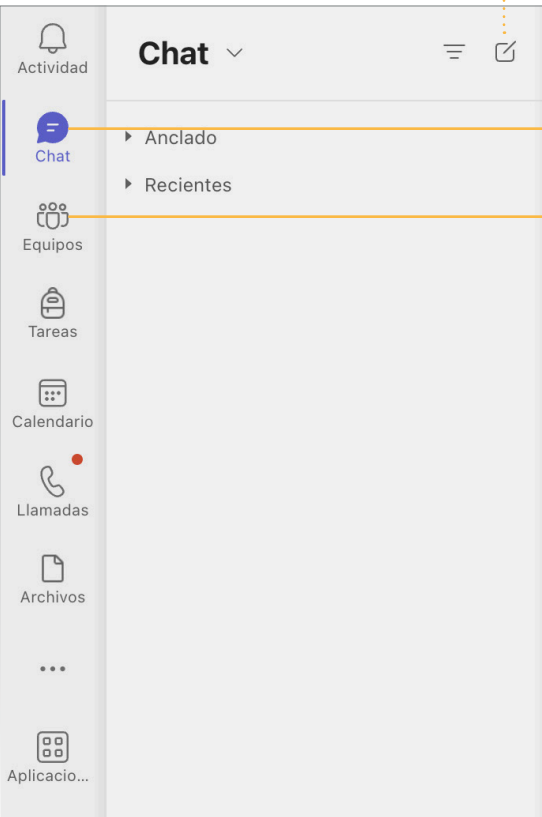 Actividad
Chat
Chat
Anclado
Recientes
Equipos
Tareas
Calendario
Llamadas
Archivos
Aplicacio...